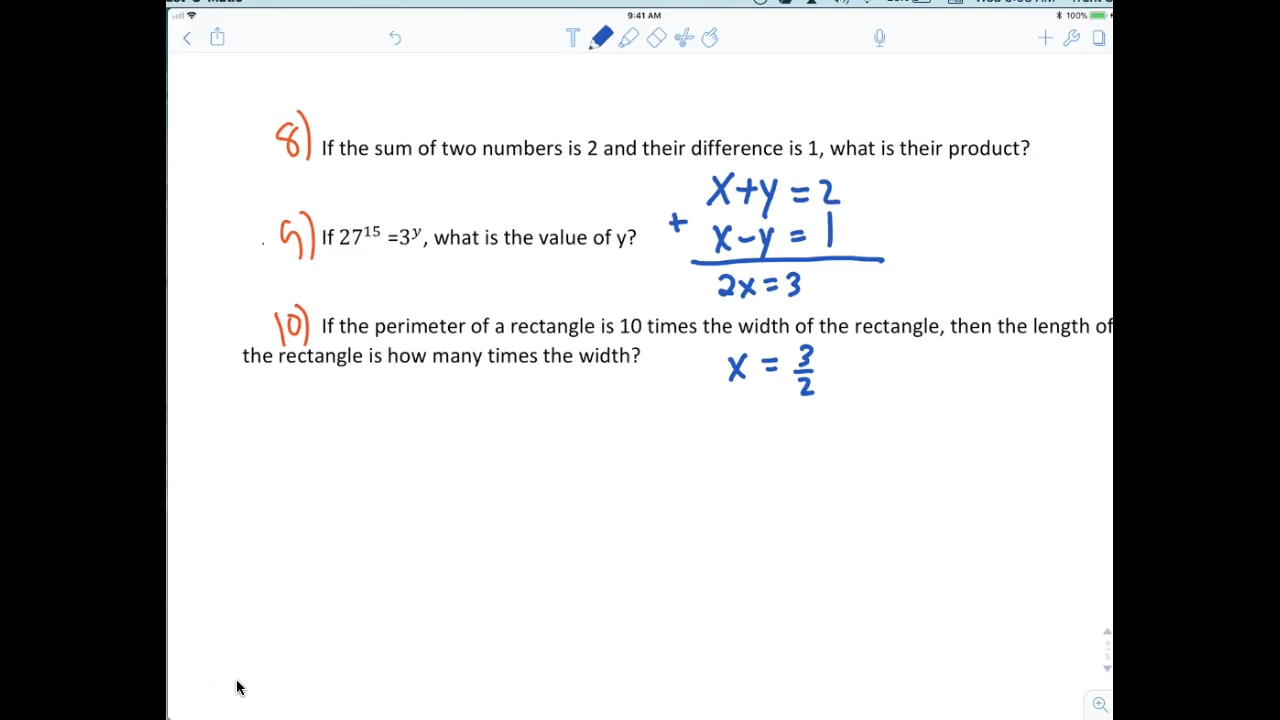 9:41 AM
100%
8) If the sum of two numbers is 2 and their difference is 1, what is their product?
x+y=2
+ x-y=1
. 9) If 27¹⁵ =3ʸ, what is the value of y?
2x=3
10) If the perimeter of a rectangle is 10 times the width of the rectangle, then the length of
the rectangle is how many times the width?
x = 3/2